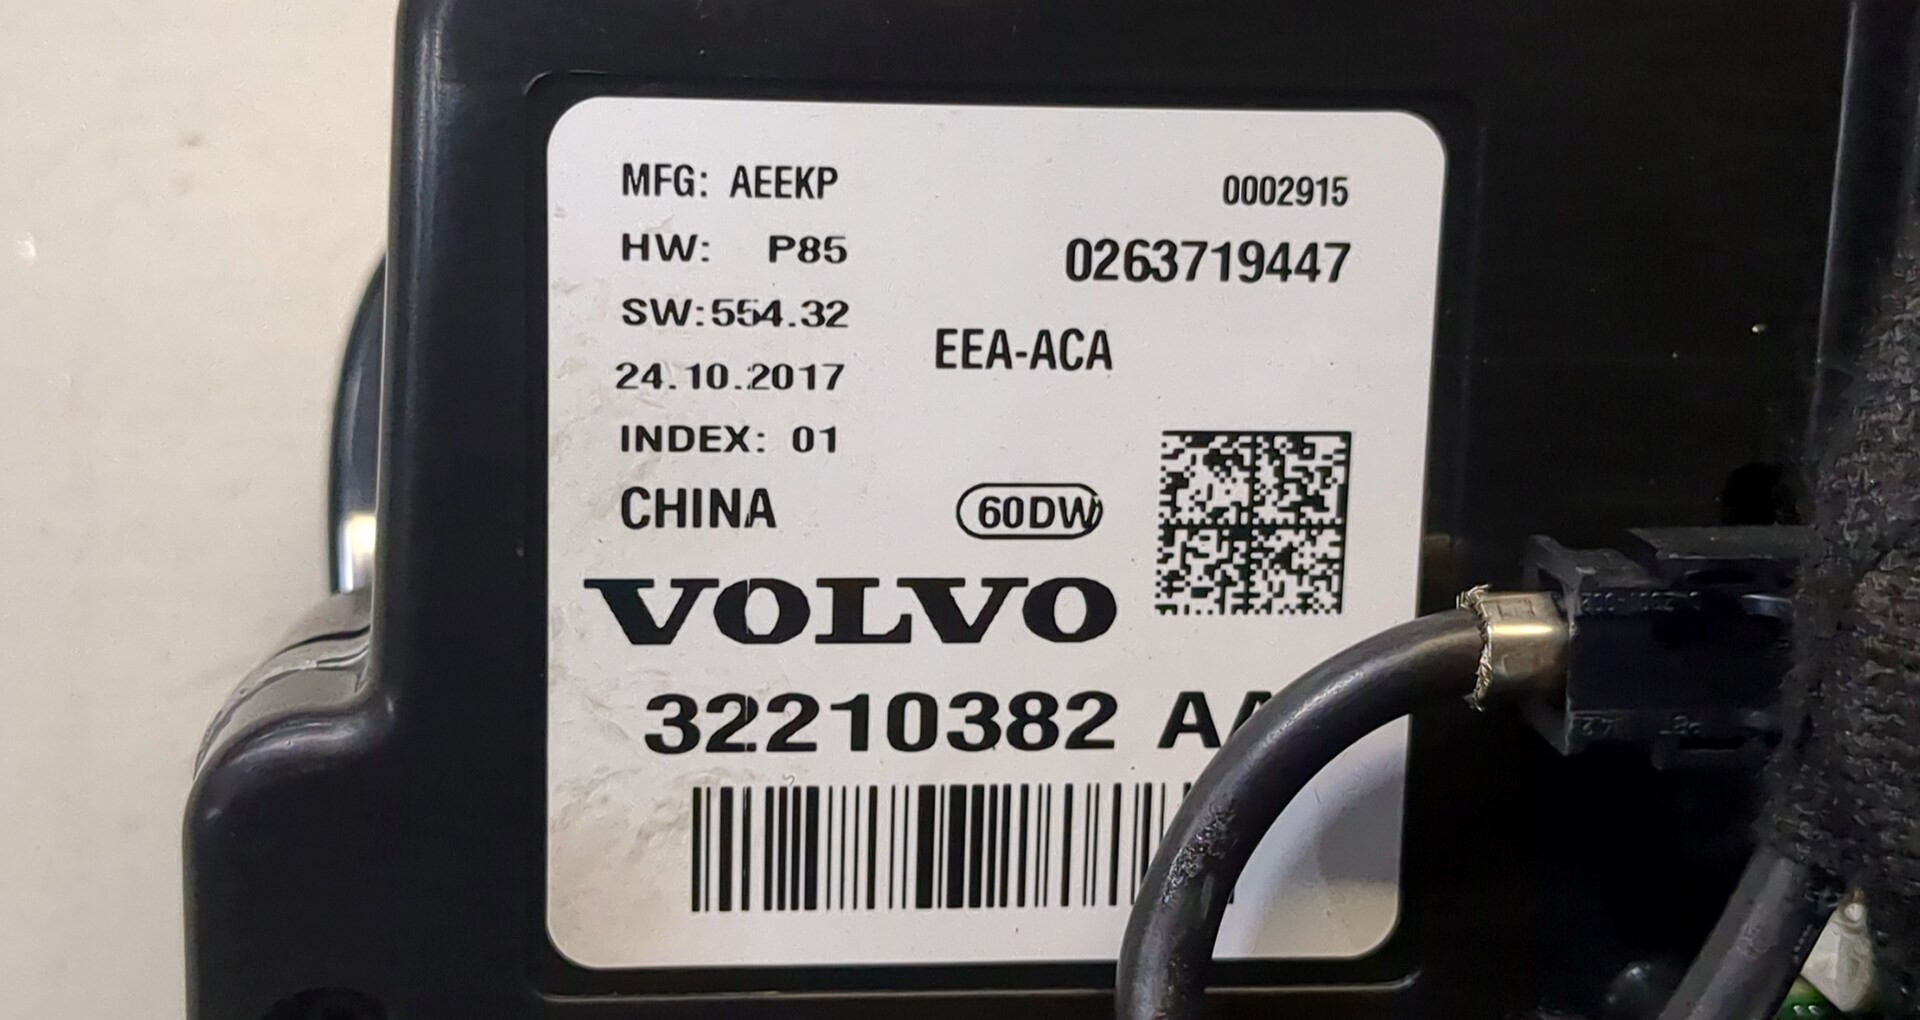 MFG: AEEKP
0002915
HW: P85
0263719447
SW:554.32
EEA-ACA
24.10.2017
INDEX: 01
CHINA
60DW
VOLVO
32210382